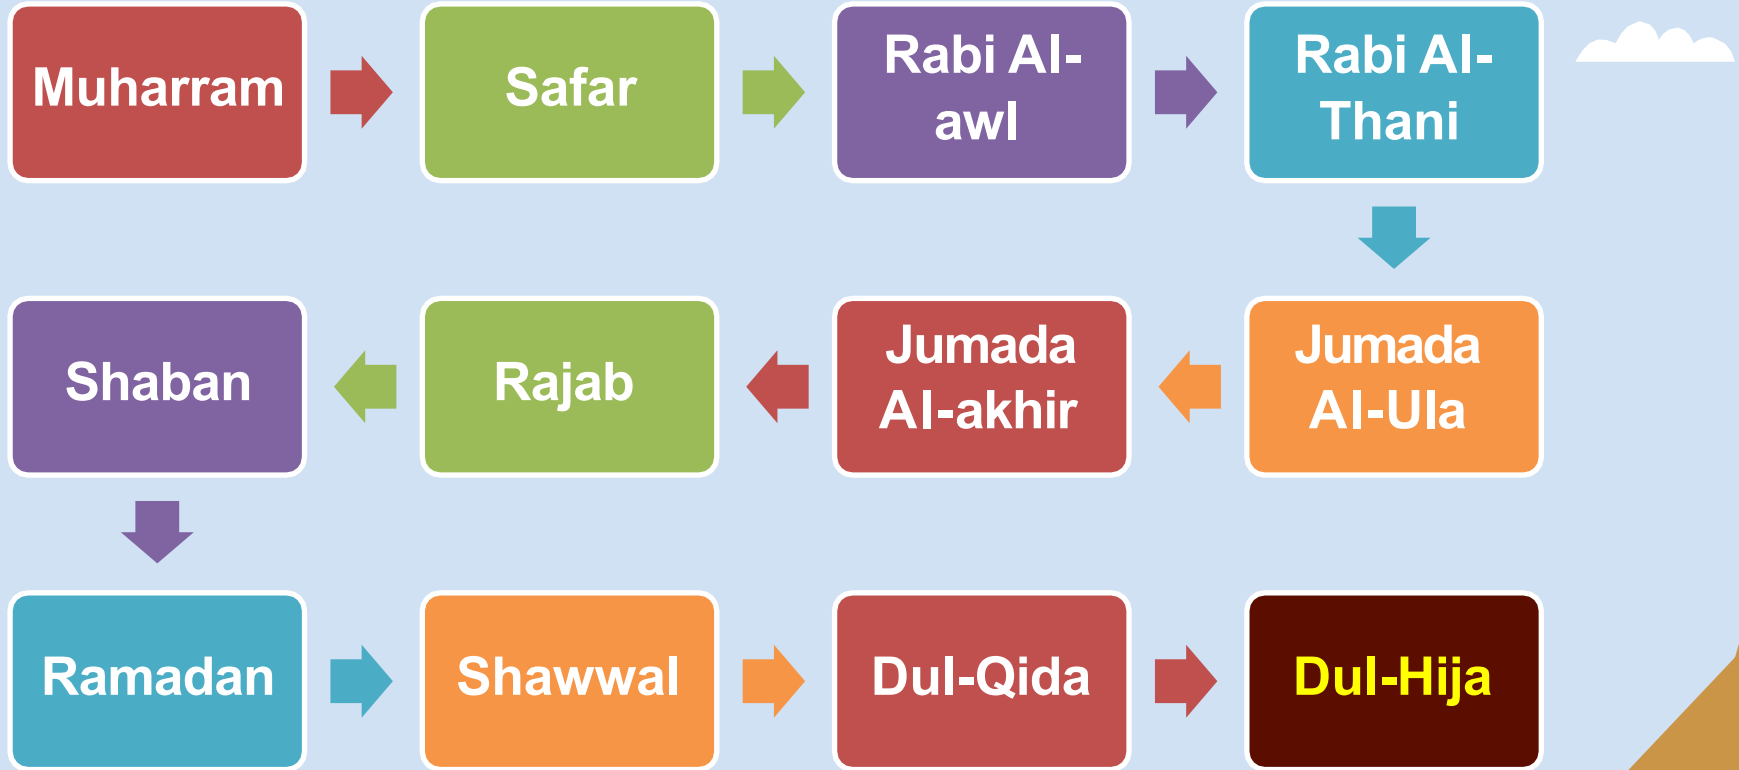 Muharram
Safar
Rabi Al-
awl
Rabi Al-
Thani
Jumada
Al-Ula
Jumada
Al-akhir
Rajab
Shaban
Ramadan
Shawwal
Dul-Qida
Dul-Hija